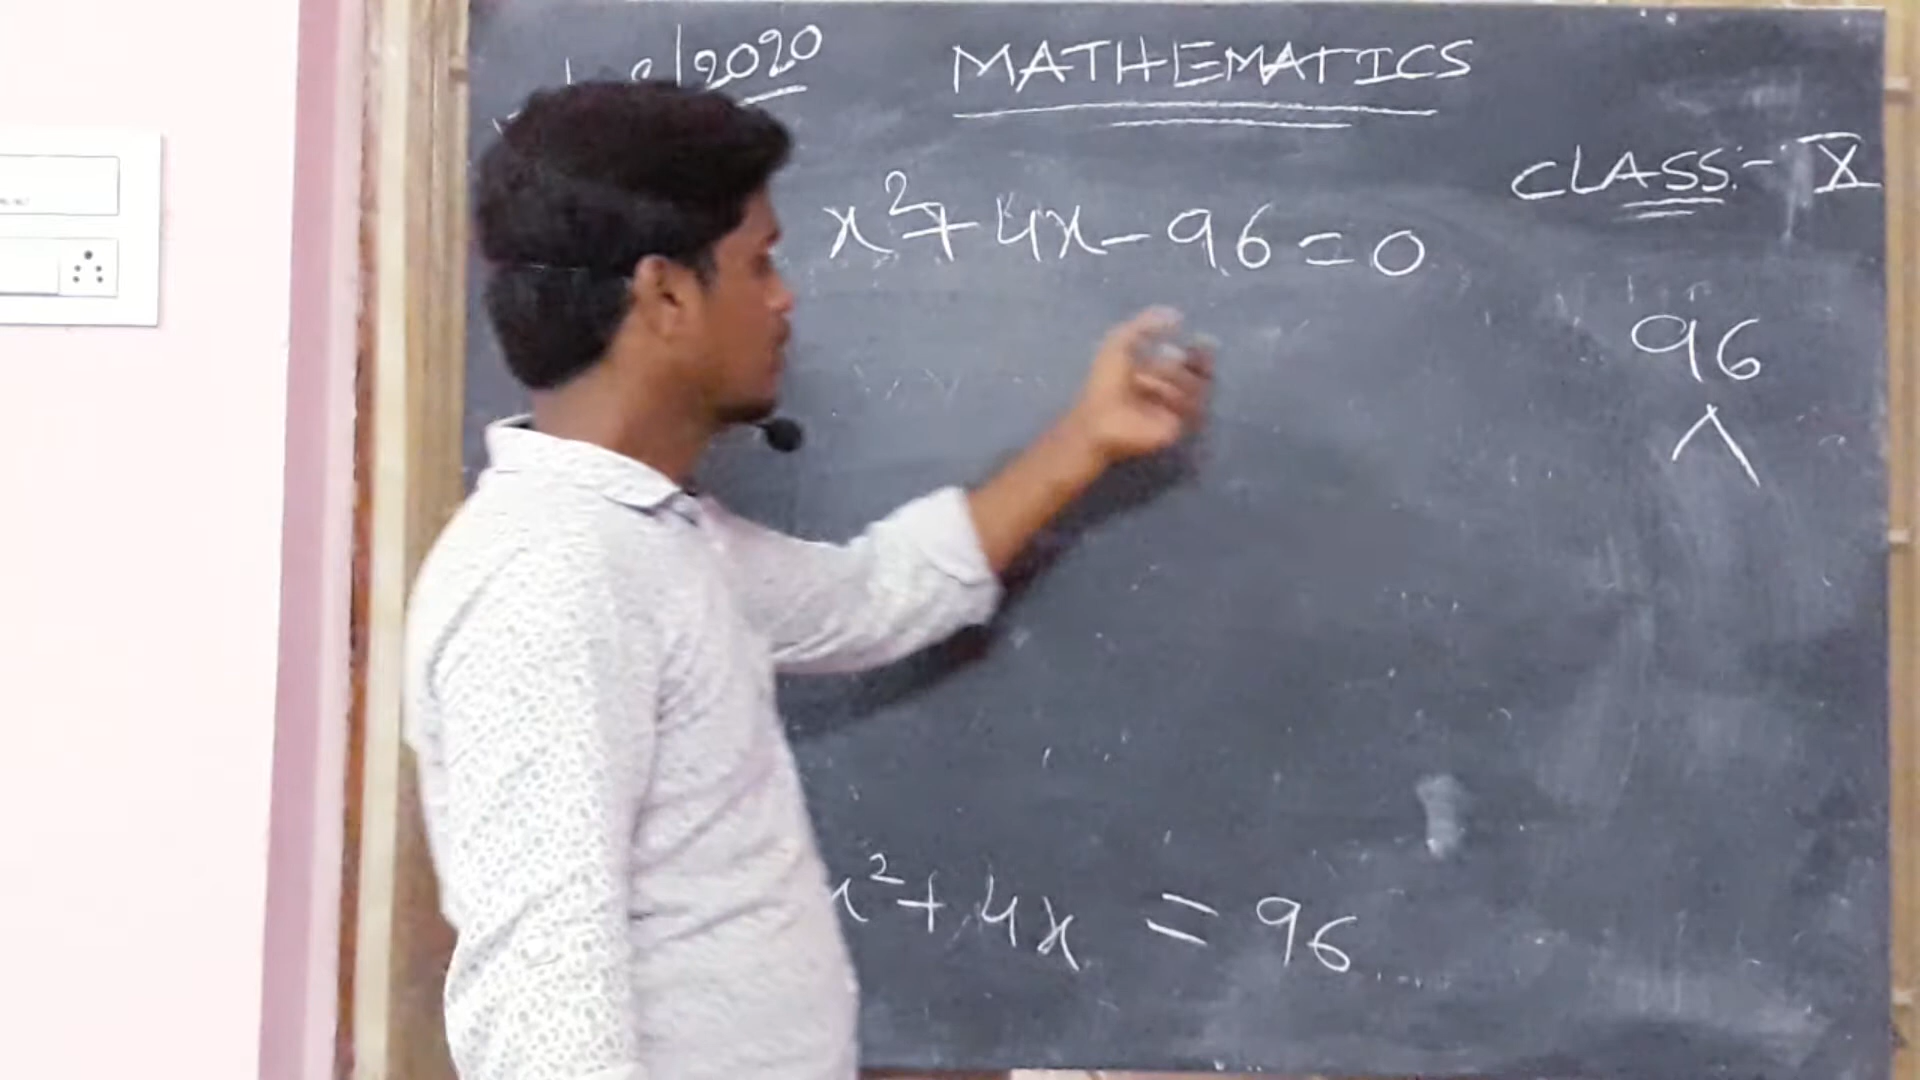 /2020
MATHEMATICS
CLASS:- X
x² + 4x - 96 = 0
96
x² + 4x = 96